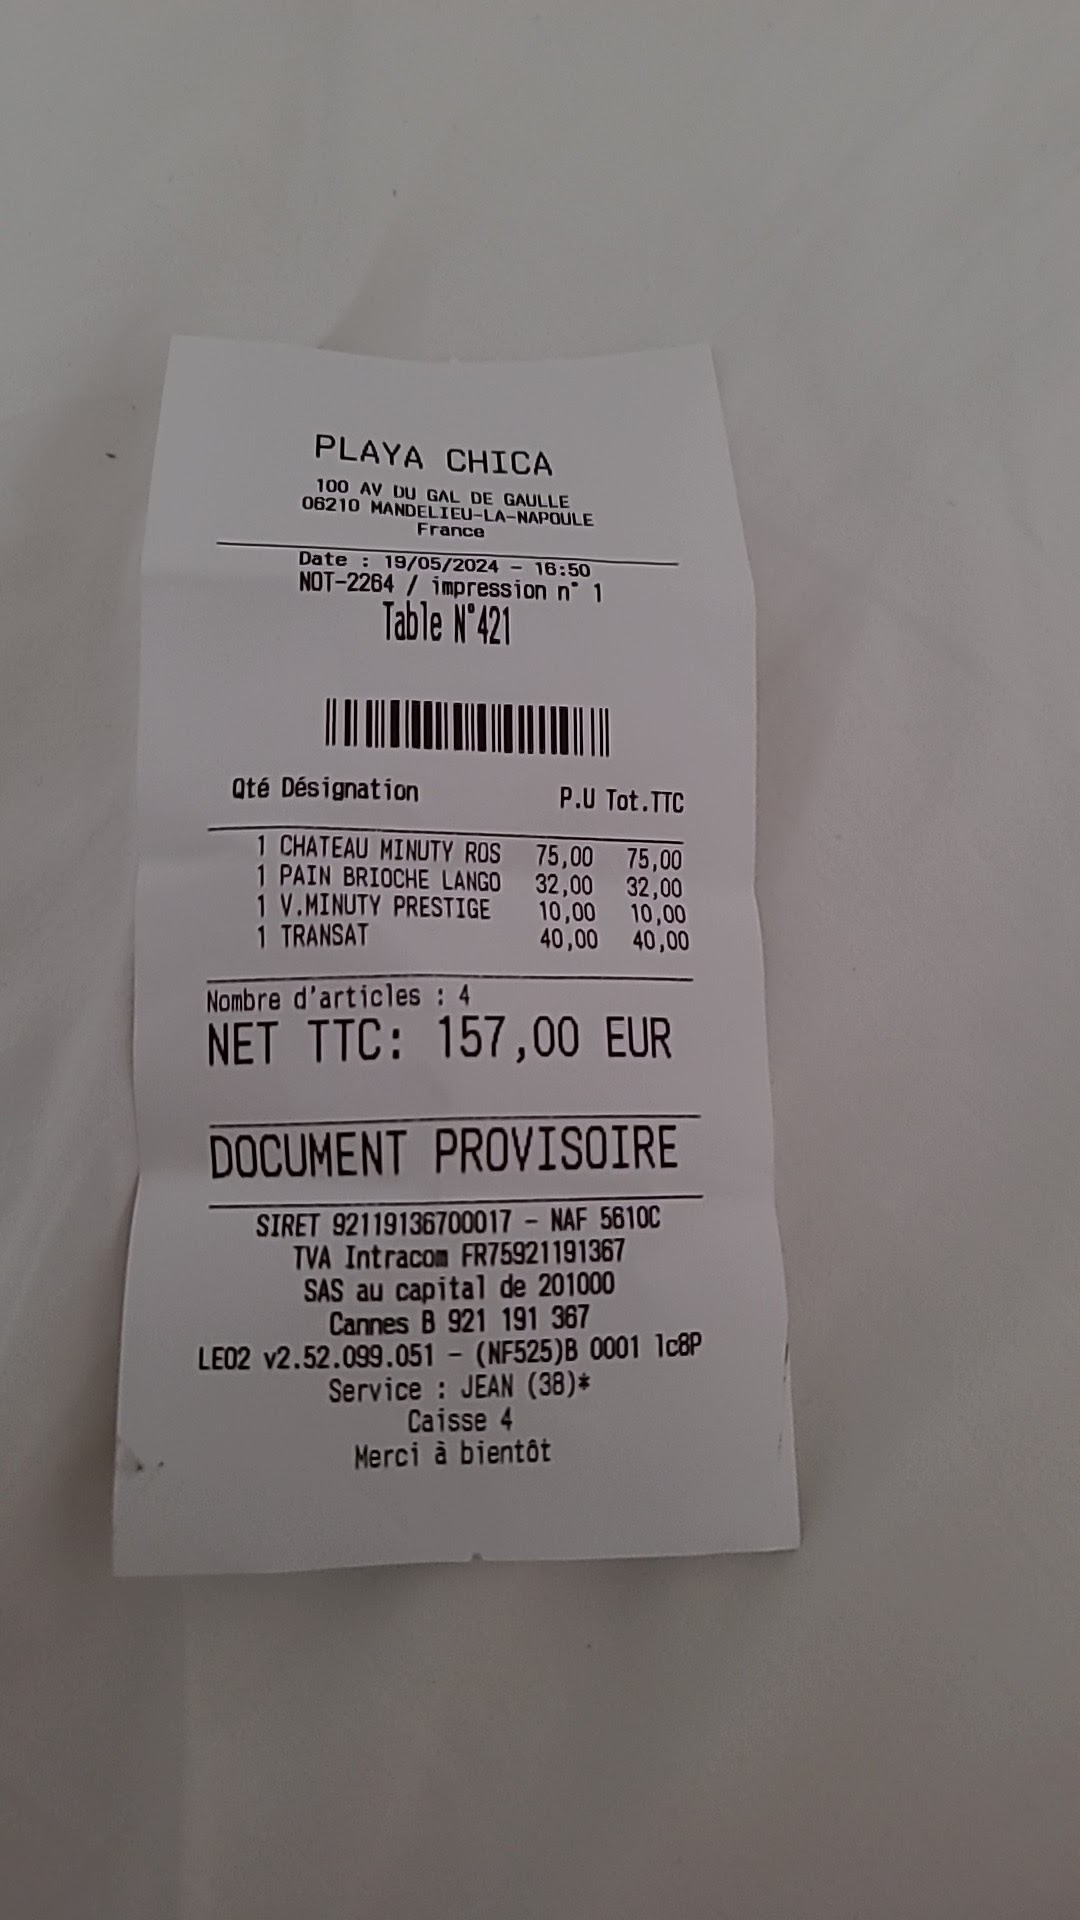 PLAYA CHICA
100 AV DU GAL DE GAULLE
06210 MANDELIEU-LA-NAPOULE
France
Date : 19/05/2024 - 16:50
NOT-2264 / impression n° 1
Table N°421
Qté Désignation P.U Tot.TTC
1 CHATEAU MINUTY ROS 75,00 75,00
1 PAIN BRIOCHE LANGO 32,00 32,00
1 V.MINUTY PRESTIGE 10,00 10,00
1 TRANSAT 40,00 40,00
Nombre d'articles : 4
NET TTC: 157,00 EUR
DOCUMENT PROVISOIRE
SIRET 92119136700017 - NAF 5610C
TVA Intracom FR75921191367
SAS au capital de 201000
Cannes B 921 191 367
LEO2 v2.52.099.051 - (NF525)B 0001 1c8P
Service : JEAN (38)*
Caisse 4
Merci à bientôt